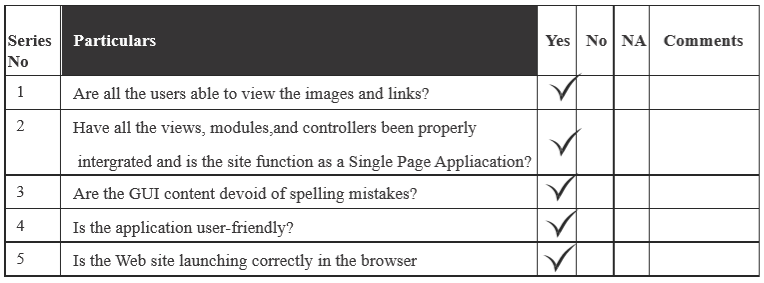 Series No Particulars Yes No NA Comments
1 Are all the users able to view the images and links?
2 Have all the views, modules,and controllers been properly
intergrated and is the site function as a Single Page Appliacation?
3 Are the GUI content devoid of spelling mistakes?
4 Is the application user-friendly?
5 Is the Web site launching correctly in the browser